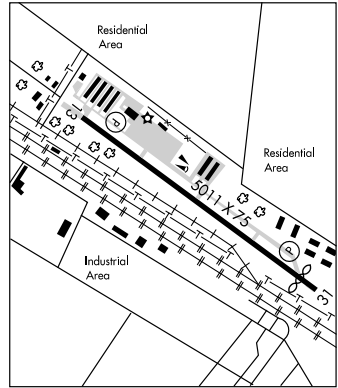 Residential
Area
13
P
5011 X 75
Residential
Area
P
Industrial
Area
31